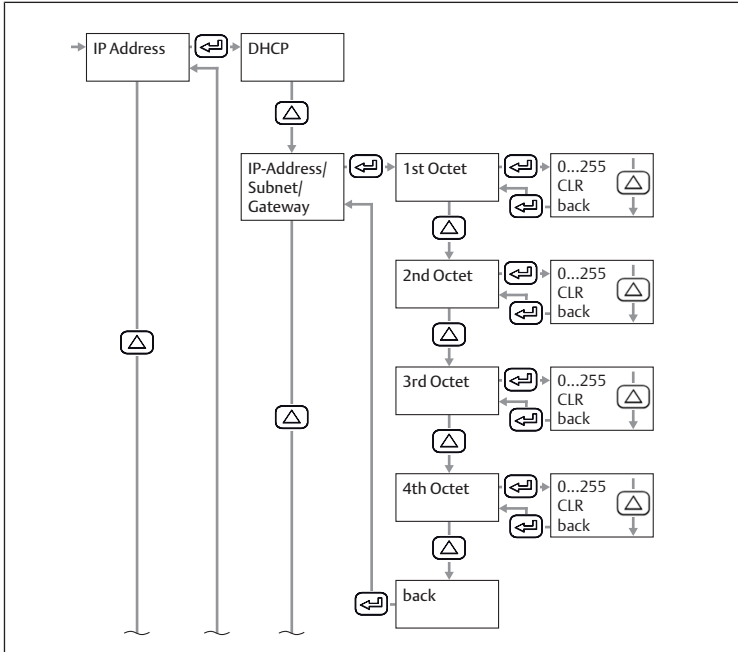 IP Address
DHCP
IP-Address/
Subnet/
Gateway
1st Octet
0...255
CLR
back
2nd Octet
0...255
CLR
back
3rd Octet
0...255
CLR
back
4th Octet
0...255
CLR
back
back